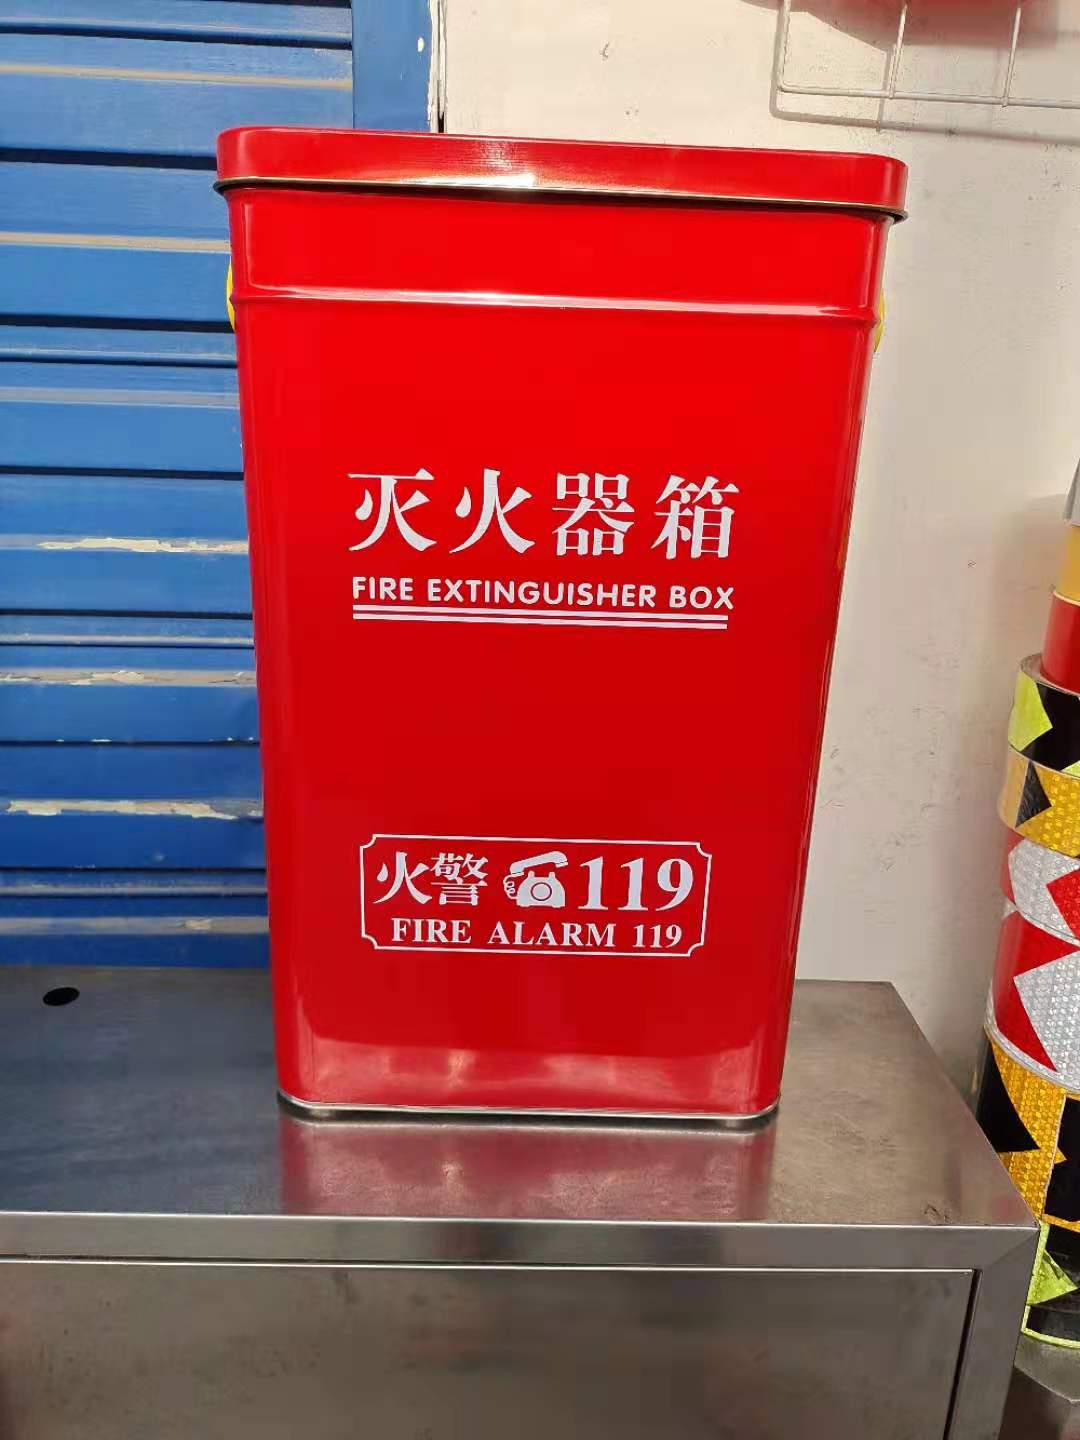 灭火器箱
FIRE EXTINGUISHER BOX
火警 119
FIRE ALARM 119